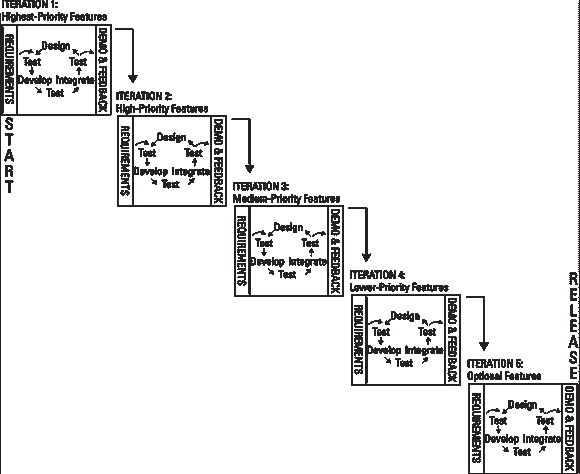 ITERATION 1:
Highest-Priority Features
REQUIREMENTS
Design
Test Test
Develop Integrate
Test
DEMO & FEEDBACK
START
ITERATION 2:
High-Priority Features
REQUIREMENTS
Design
Test Test
Develop Integrate
Test
DEMO & FEEDBACK
ITERATION 3:
Medium-Priority Features
REQUIREMENTS
Design
Test Test
Develop Integrate
Test
DEMO & FEEDBACK
ITERATION 4:
Lower-Priority Features
REQUIREMENTS
Design
Test Test
Develop Integrate
Test
DEMO & FEEDBACK
RELEASE
ITERATION 5:
Optional Features
REQUIREMENTS
Design
Test Test
Develop Integrate
Test
DEMO & FEEDBACK